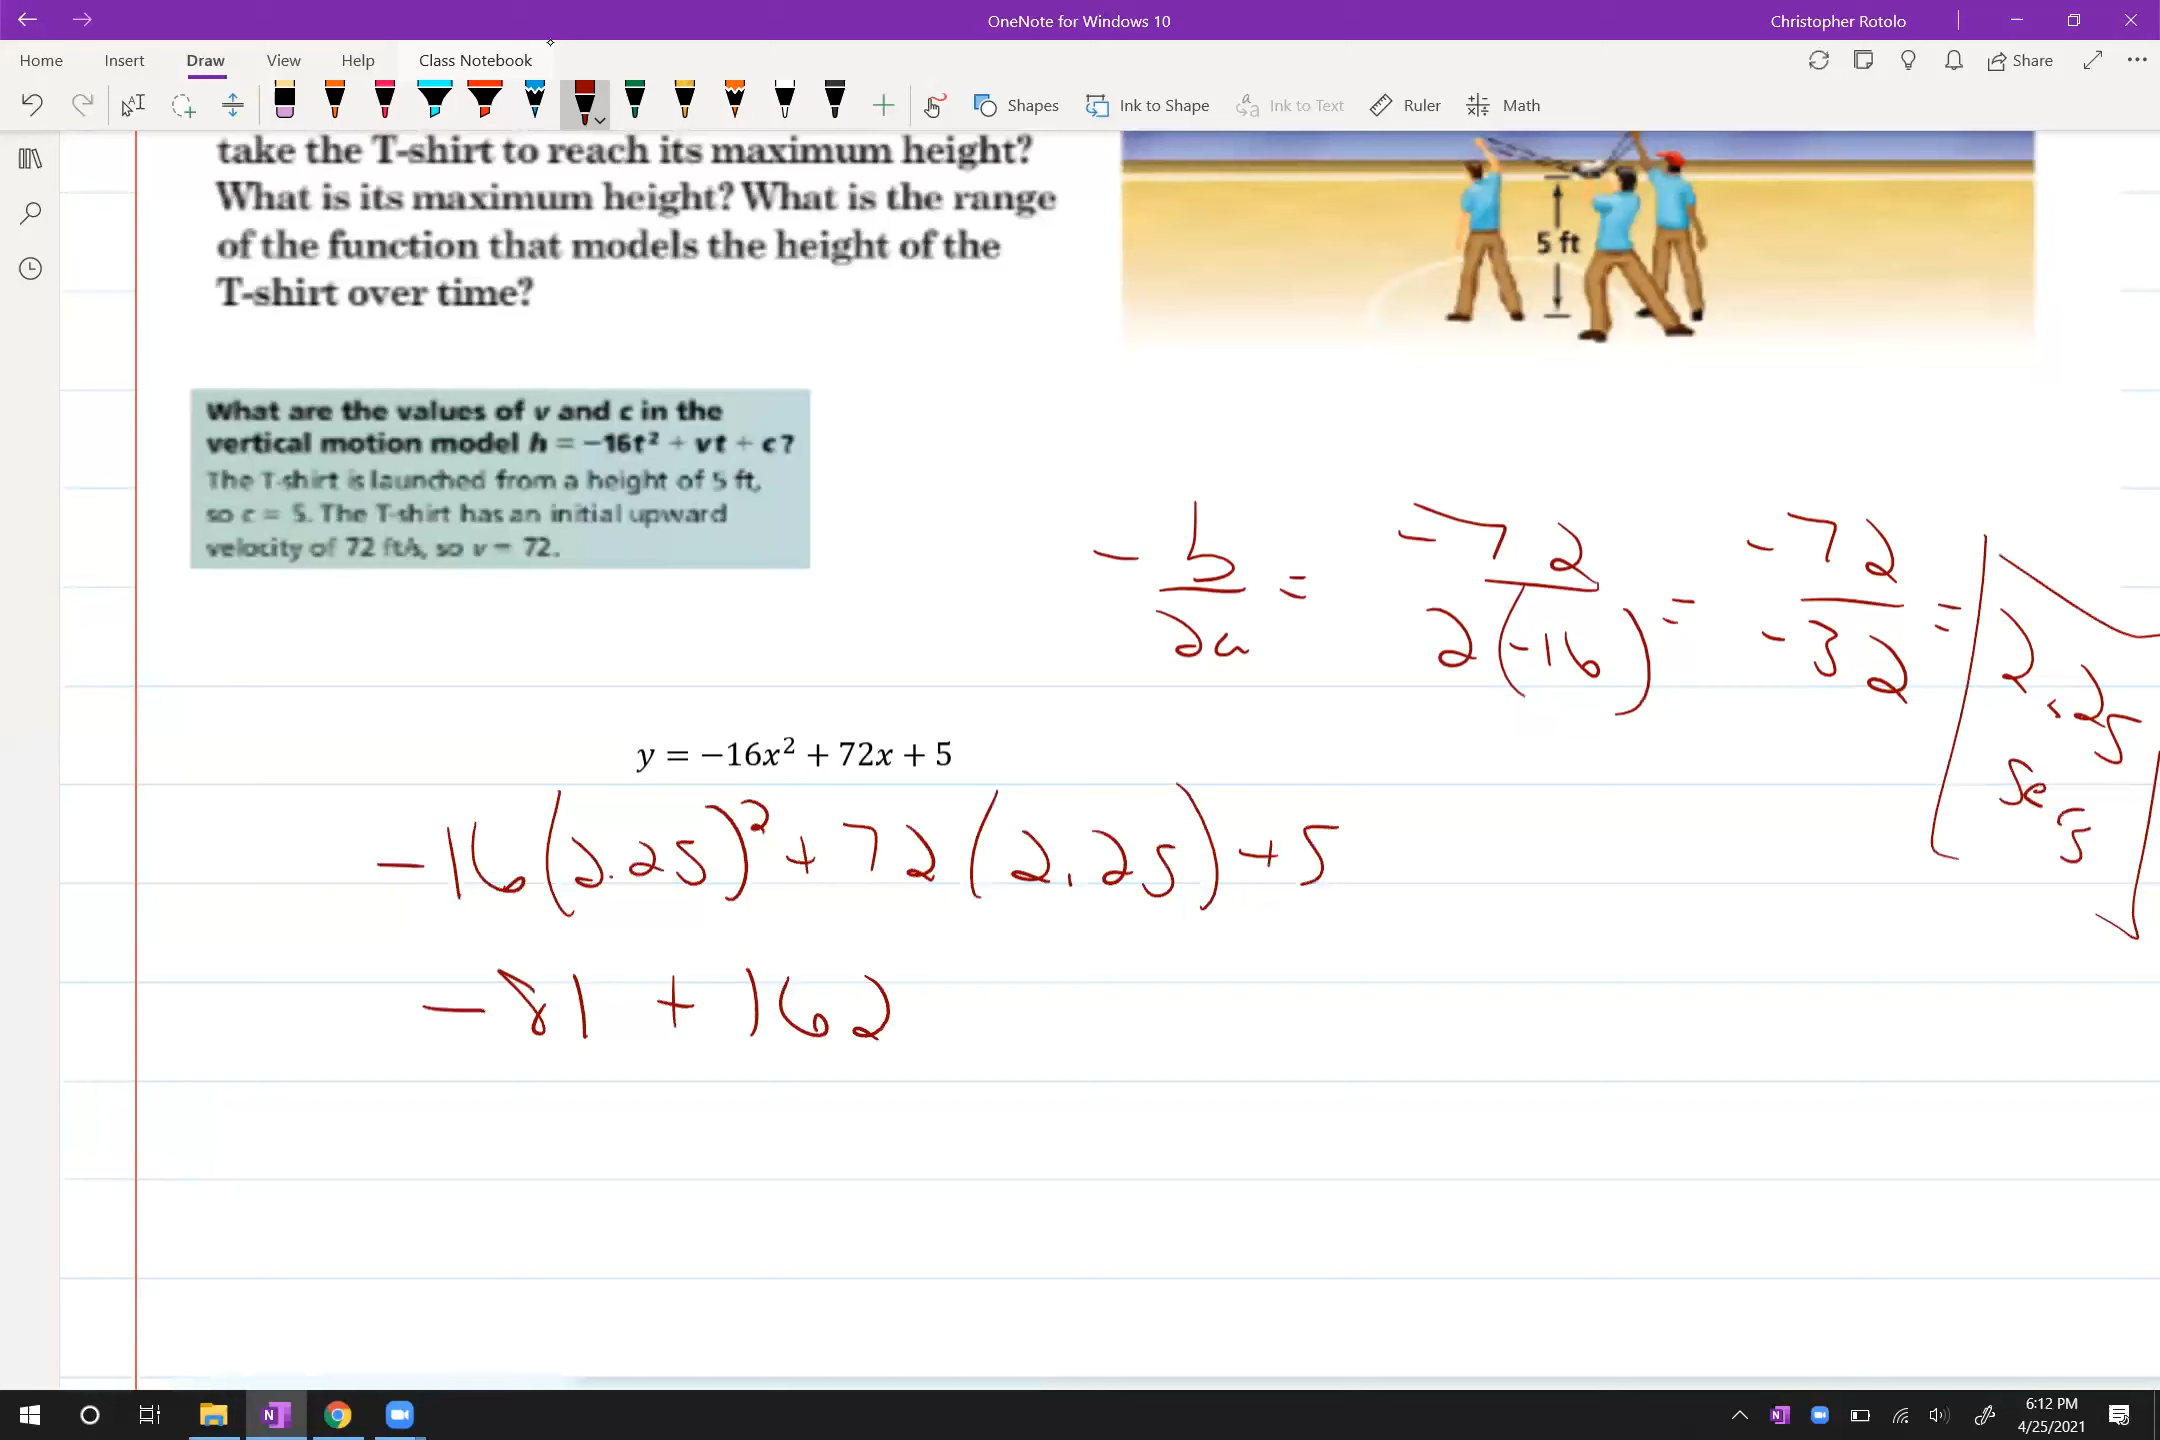 OneNote for Windows 10
Christopher Rotolo
Home Insert Draw View Help Class Notebook
Share
Shapes Ink to Shape Ink to Text Ruler Math
take the T-shirt to reach its maximum height?
What is its maximum height? What is the range
of the function that models the height of the
T-shirt over time?
5 ft
What are the values of v and c in the
vertical motion model h = −16t² + vt + c?
The T-shirt is launched from a height of 5 ft,
so c = 5. The T-shirt has an initial upward
velocity of 72 ft/s, so v = 72.
-b/2a = -72/2(-16) = -72/-32 = 2.25
sec
y = −16x² + 72x + 5
-16(2.25)² + 72(2.25) + 5
-81 + 162
6:12 PM
4/25/2021